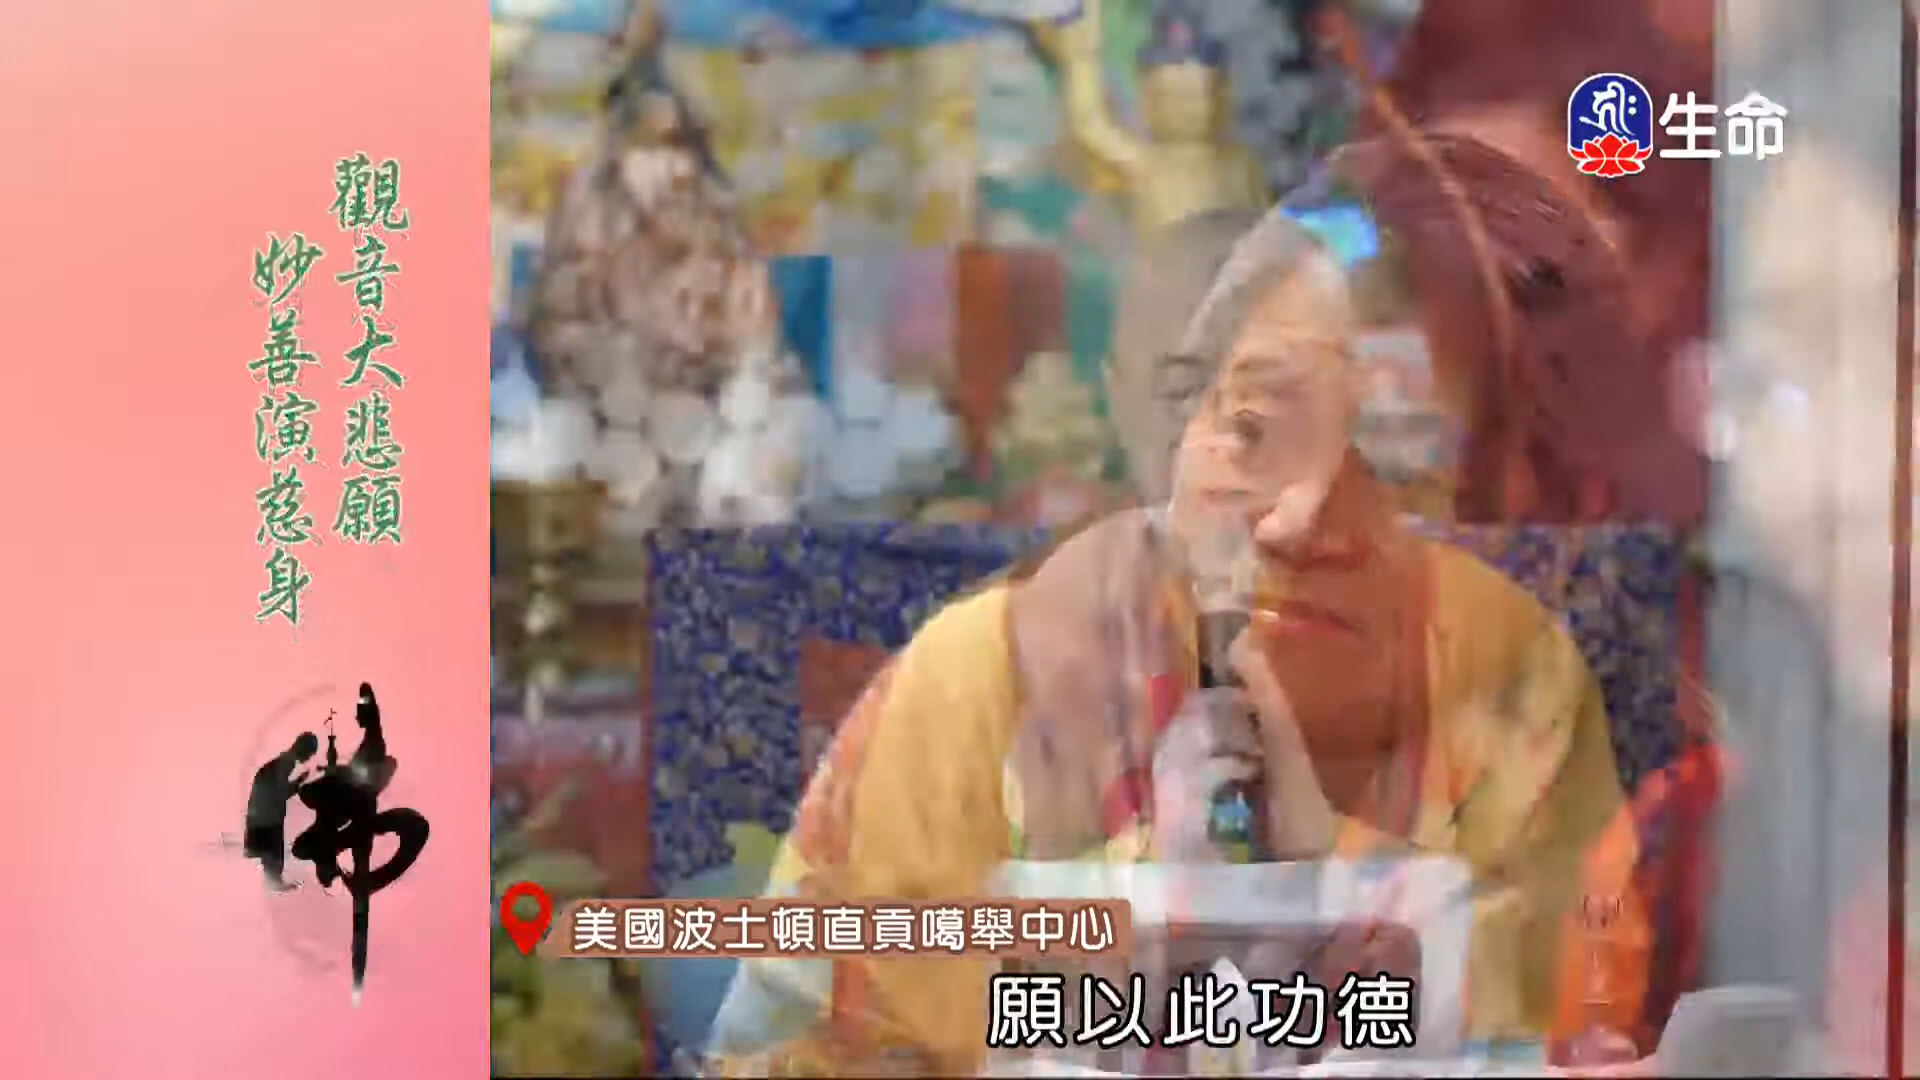 觀音大悲願
妙善演慈身
佛
生命
美國波士頓直貢噶舉中心
願以此功德